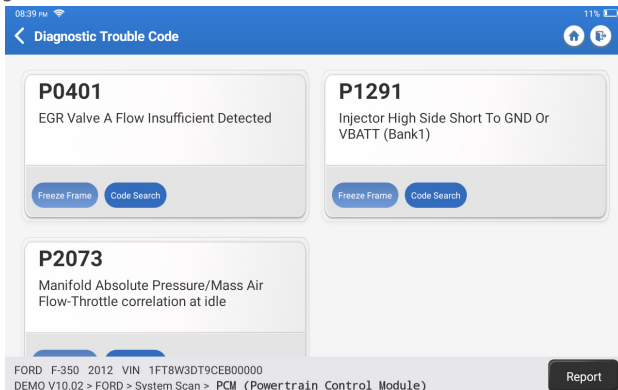 08:39 PM 11%
Diagnostic Trouble Code
P0401
EGR Valve A Flow Insufficient Detected
Freeze Frame Code Search
P1291
Injector High Side Short To GND Or
VBATT (Bank1)
Freeze Frame Code Search
P2073
Manifold Absolute Pressure/Mass Air
Flow-Throttle correlation at idle
FORD F-350 2012 VIN 1FT8W3DT9CEB00000
DEMO V10.02 > FORD > System Scan > PCM (Powertrain Control Module)
Report